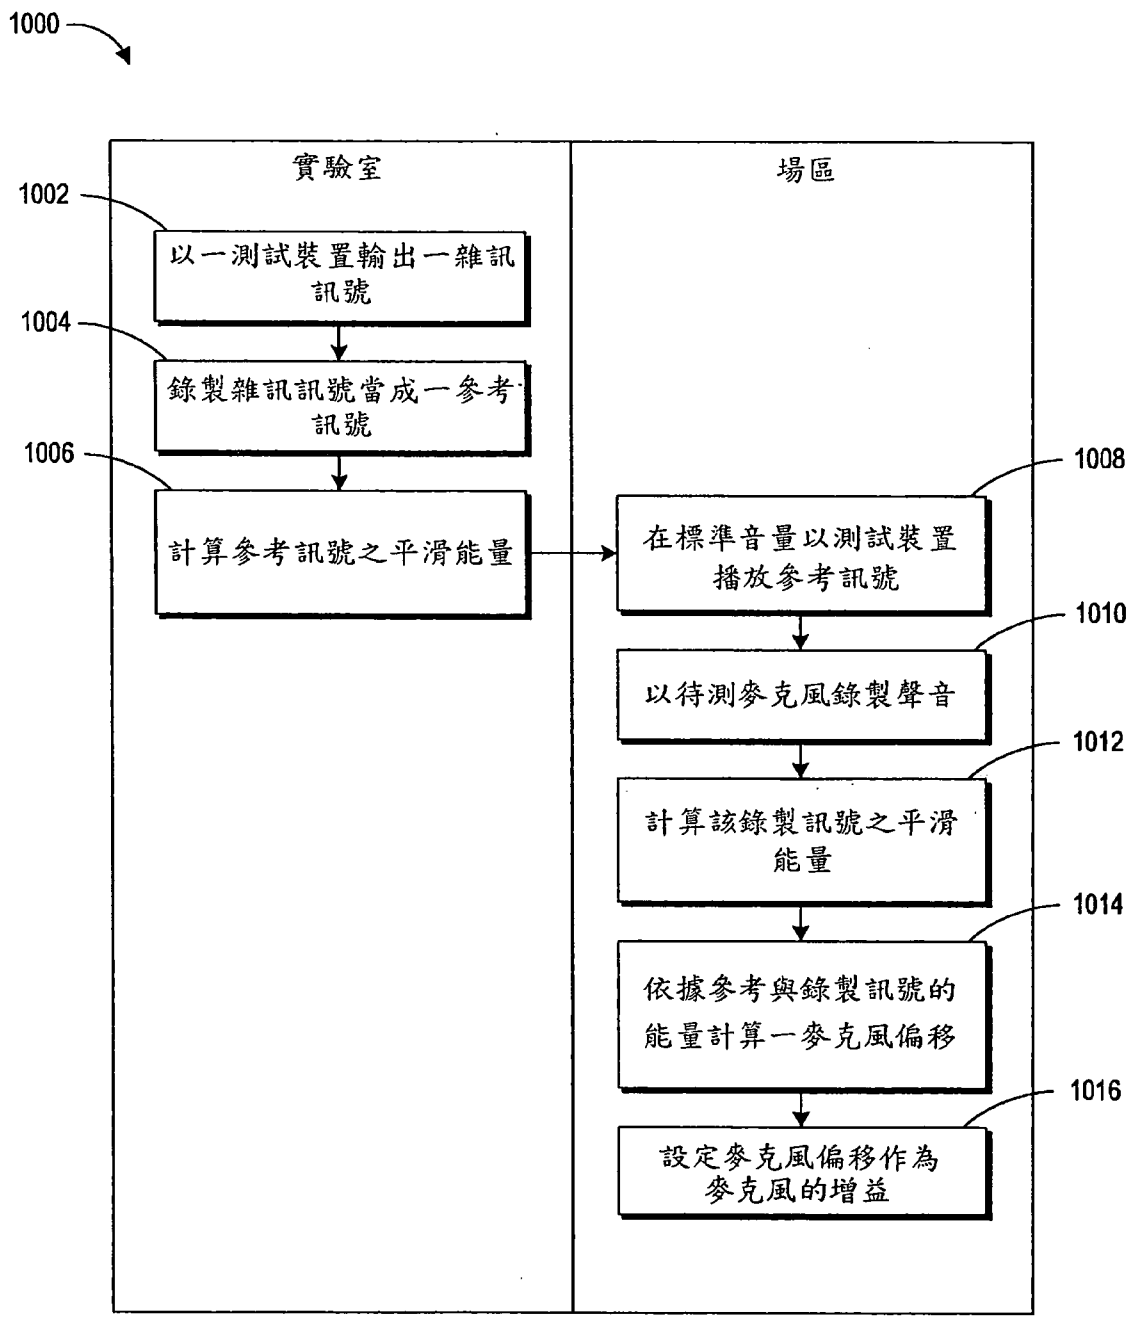 1000
實驗室
1002
以一測試裝置輸出一雜訊
訊號
1004
錄製雜訊訊號當成一參考
訊號
1006
計算參考訊號之平滑能量
場區
1008
在標準音量以測試裝置
播放參考訊號
1010
以待測麥克風錄製聲音
1012
計算該錄製訊號之平滑
能量
1014
依據參考與錄製訊號的
能量計算一麥克風偏移
1016
設定麥克風偏移作為
麥克風的增益